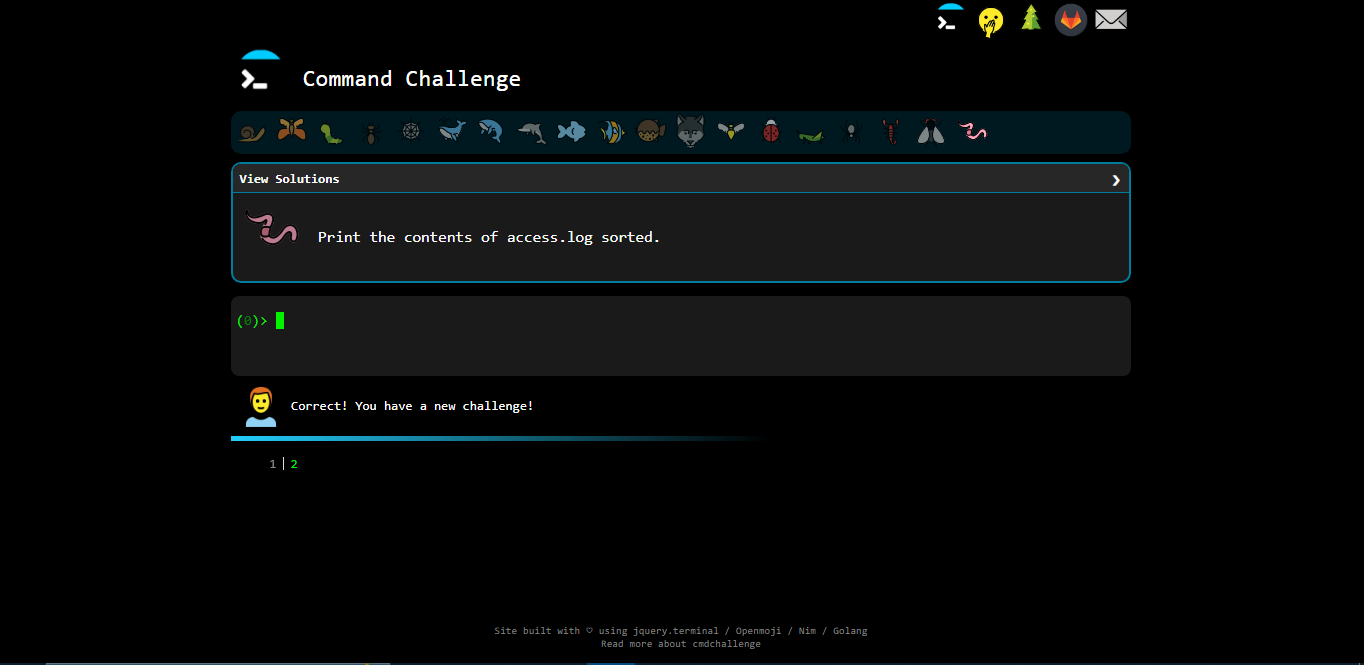 Command Challenge
View Solutions
Print the contents of access.log sorted.
(0)>
Correct! You have a new challenge!
1 2
Site built with ♡ using jquery.terminal / Openmoji / Nim / Golang
Read more about cmdchallenge